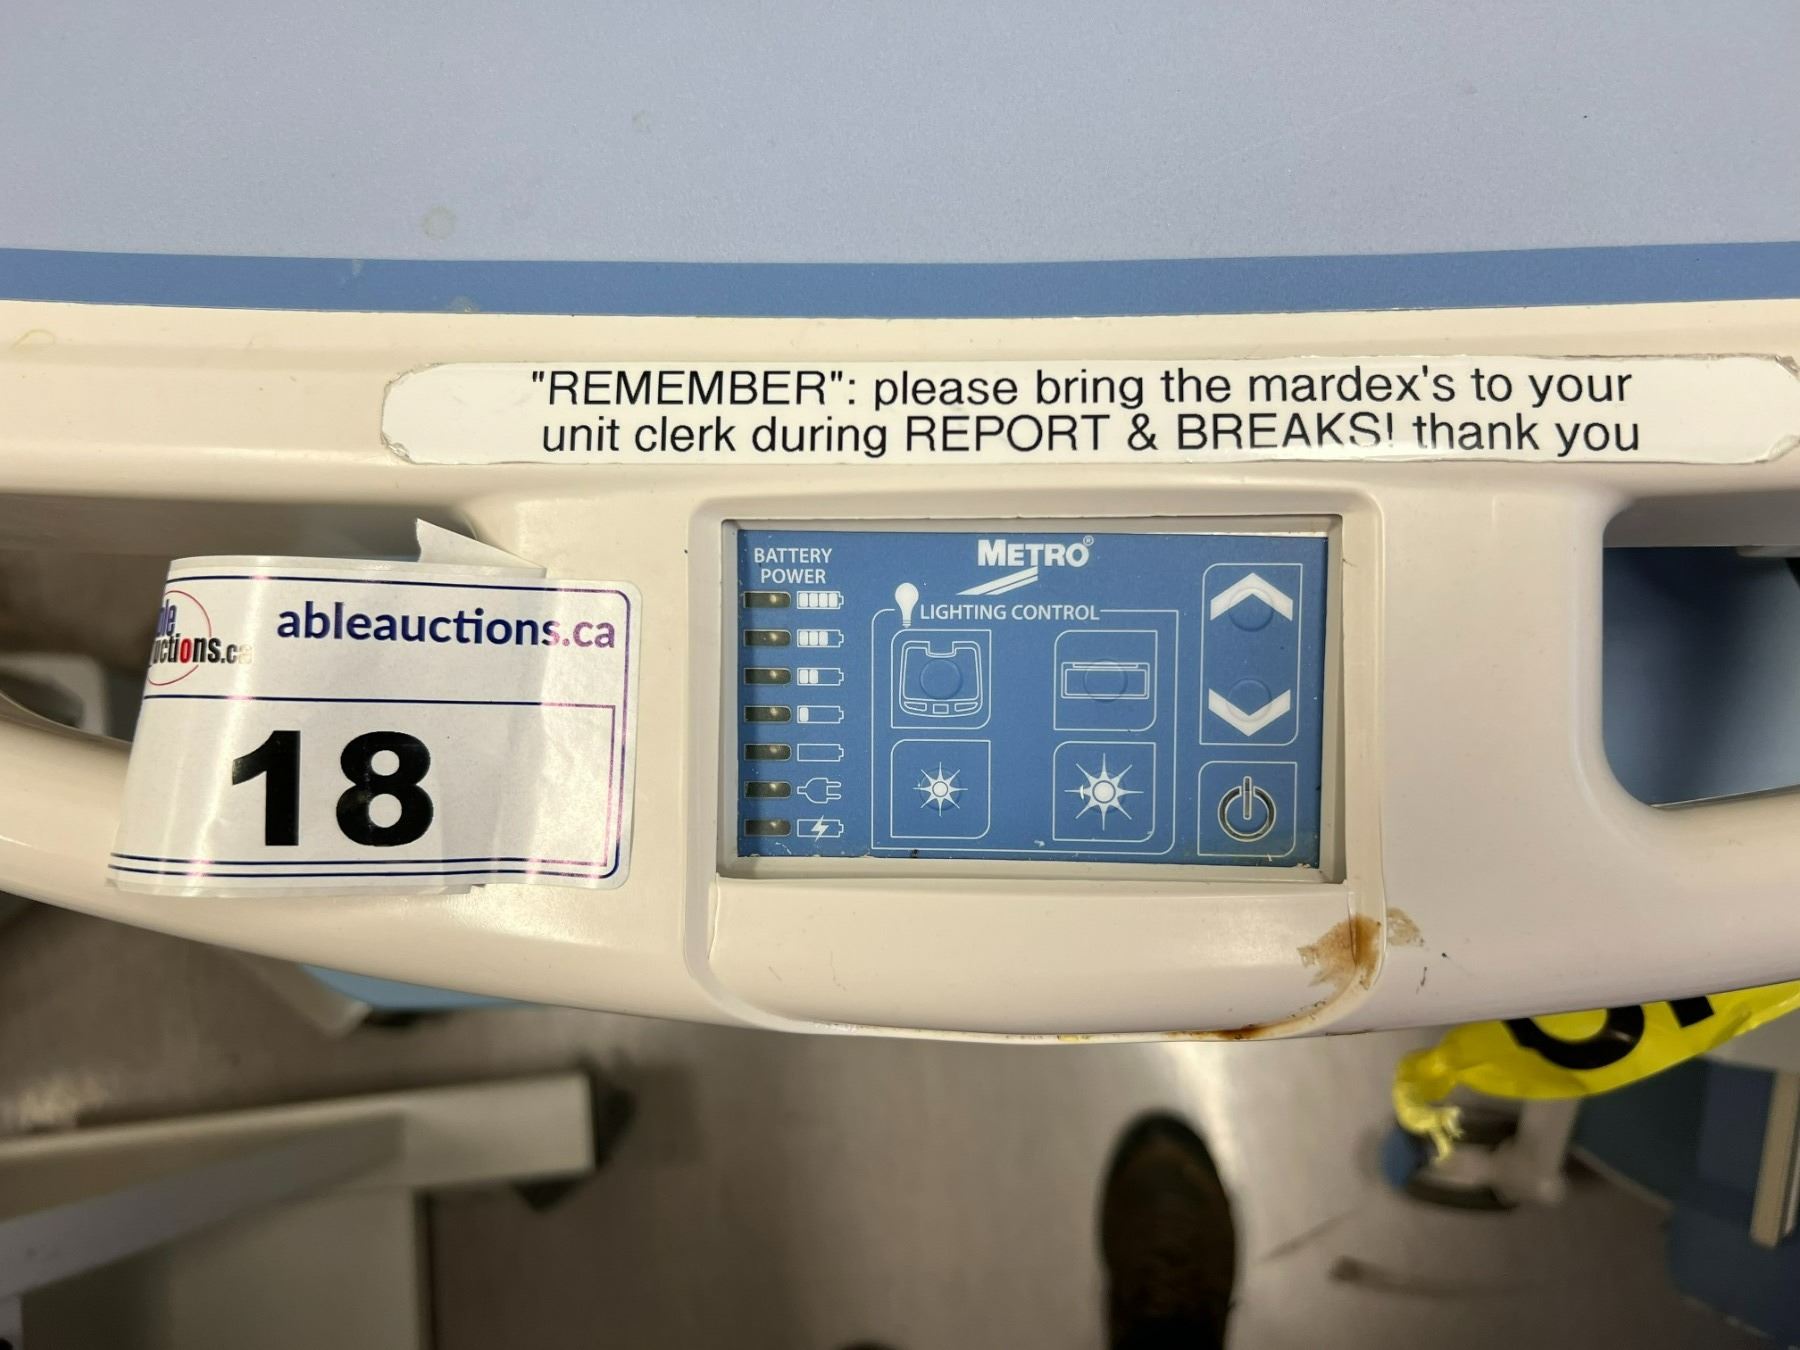 "REMEMBER": please bring the mardex's to your
unit clerk during REPORT & BREAKS! thank you
ableauctions.ca
18
BATTERY
POWER
METRO®
LIGHTING CONTROL